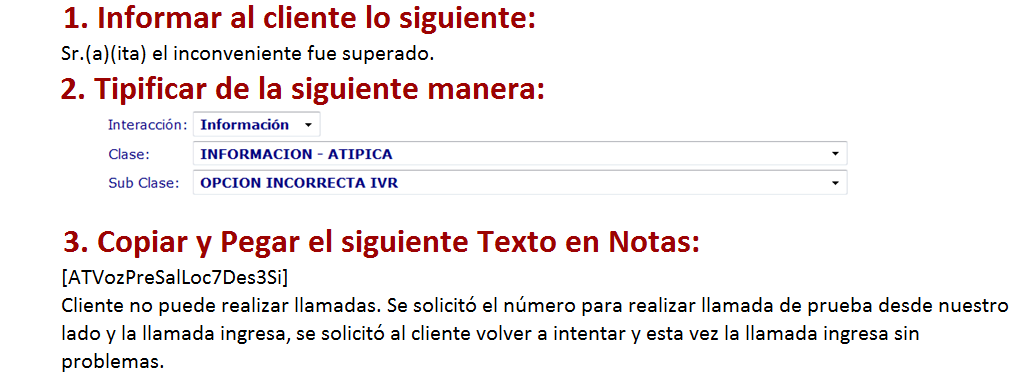 1. Informar al cliente lo siguiente:
Sr.(a)(ita) el inconveniente fue superado.
2. Tipificar de la siguiente manera:
Interacción: Información
Clase: INFORMACION - ATIPICA
Sub Clase: OPCION INCORRECTA IVR
3. Copiar y Pegar el siguiente Texto en Notas:
[ATVozPreSalLoc7Des3Si]
Cliente no puede realizar llamadas. Se solicitó el número para realizar llamada de prueba desde nuestro
lado y la llamada ingresa, se solicitó al cliente volver a intentar y esta vez la llamada ingresa sin
problemas.